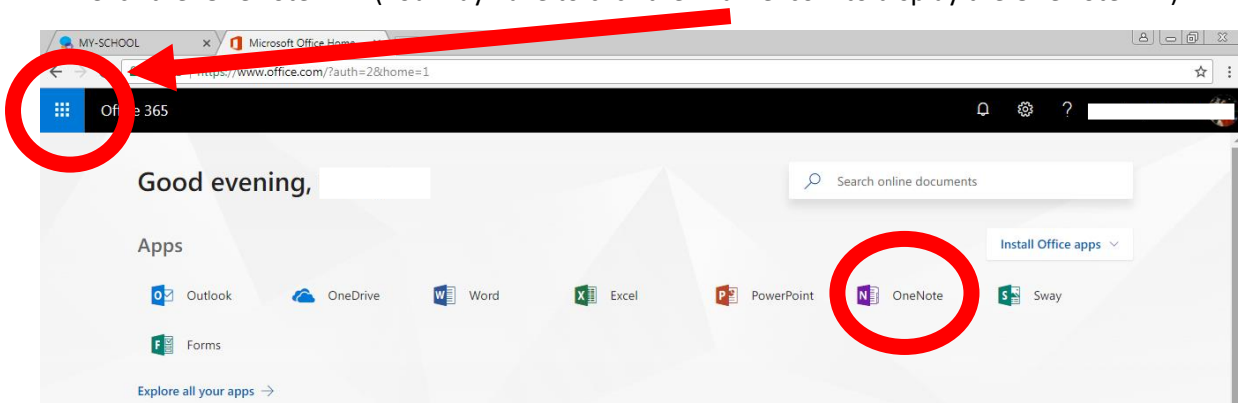 MY-SCHOOL × Microsoft Office Home
https://www.office.com/?auth=2&home=1
Office 365 ?
Good evening,
Search online documents
Apps
Install Office apps
Outlook OneDrive Word Excel PowerPoint OneNote Sway
Forms
Explore all your apps →